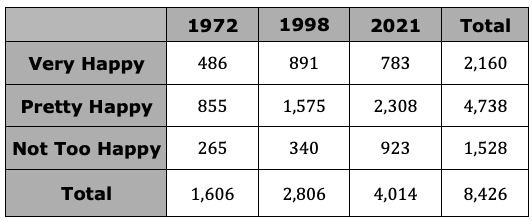 1972 1998 2021 Total
Very Happy 486 891 783 2,160
Pretty Happy 855 1,575 2,308 4,738
Not Too Happy 265 340 923 1,528
Total 1,606 2,806 4,014 8,426